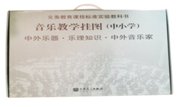 义务教育课程标准实验教科书
音乐教学挂图(中小学)
中外乐器·乐理知识·中外音乐家